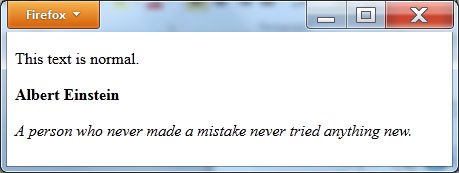 Firefox
This text is normal.
Albert Einstein
A person who never made a mistake never tried anything new.